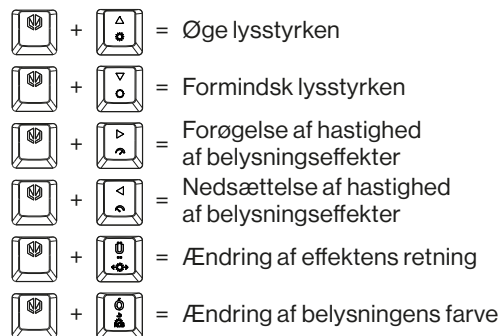 + = Øge lysstyrken
+ = Formindsk lysstyrken
+ = Forøgelse af hastighed
af belysningseffekter
+ = Nedsættelse af hastighed
af belysningseffekter
+ = Ændring af effektens retning
+ = Ændring af belysningens farve